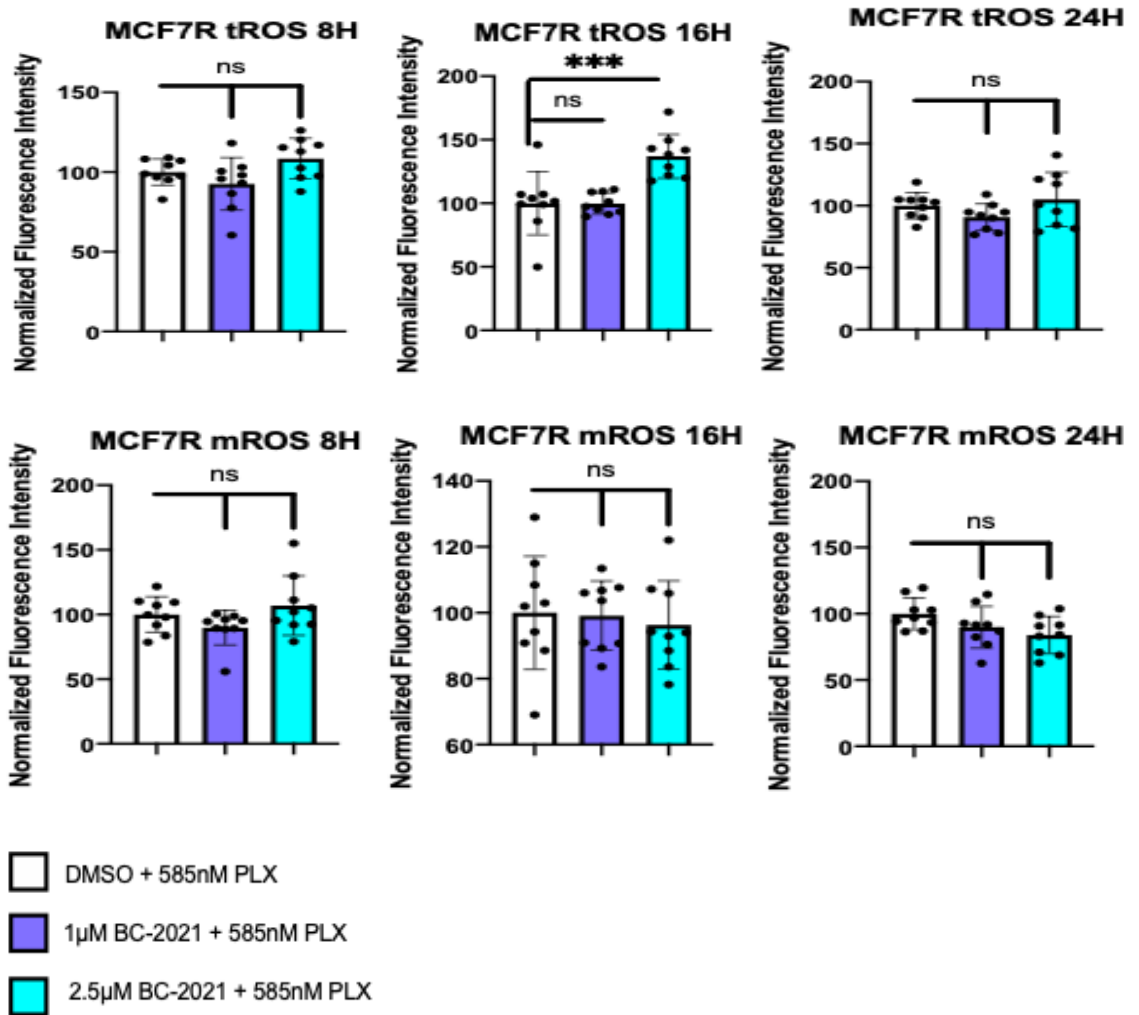 MCF7R tROS 8H
Normalized Fluorescence Intensity
ns
150
100
50
0
MCF7R tROS 16H
Normalized Fluorescence Intensity
***
ns
200
150
100
50
0
MCF7R tROS 24H
Normalized Fluorescence Intensity
ns
200
150
100
50
0
MCF7R mROS 8H
Normalized Fluorescence Intensity
ns
200
150
100
50
0
MCF7R mROS 16H
Normalized Fluorescence Intensity
ns
140
120
100
80
60
MCF7R mROS 24H
Normalized Fluorescence Intensity
ns
200
150
100
50
0
DMSO + 585nM PLX
1µM BC-2021 + 585nM PLX
2.5µM BC-2021 + 585nM PLX